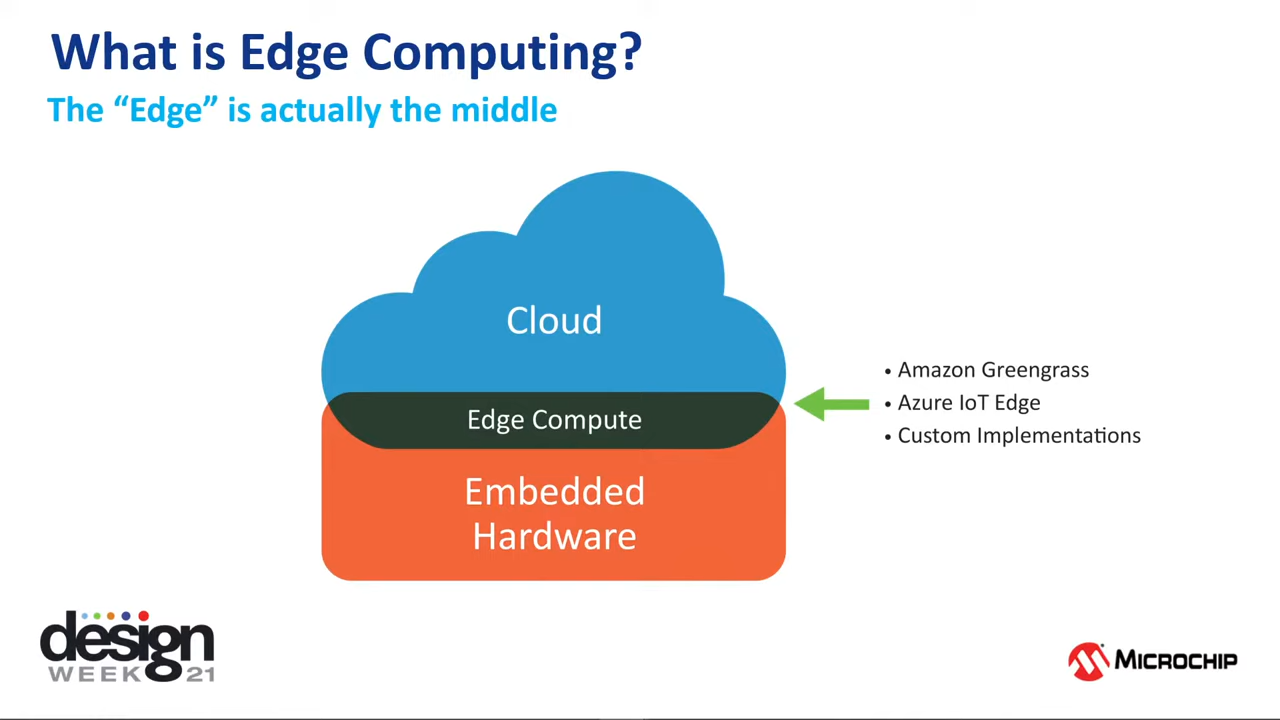 What is Edge Computing?
The “Edge” is actually the middle
Cloud
Edge Compute
Embedded
Hardware
• Amazon Greengrass
• Azure IoT Edge
• Custom Implementations
design
WEEK 21
MICROCHIP